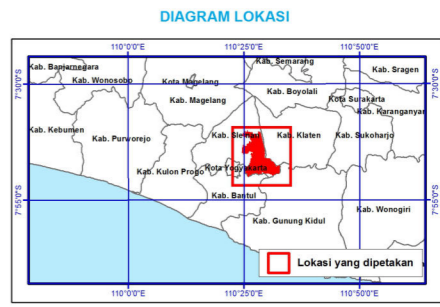 DIAGRAM LOKASI
110°0'0"E 110°25'0"E 110°50'0"E
Kab. Banjarnegara
Kab. Semarang
Kab. Sragen
Kab. Wonosobo
Kota Magelang
7°30'0"S
7°30'0"S
Kab. Boyolali
Kab. Magelang
Kota Surakarta
Kab. Karanganyar
Kab. Kebumen
Kab. Purworejo
Kab. Sleman
Kab. Klaten
Kab. Sukoharjo
Kab. Kulon Progo
Kota Yogyakarta
7°55'0"S
7°55'0"S
Kab. Bantul
Kab. Wonogiri
Kab. Gunung Kidul
Lokasi yang dipetakan
110°0'0"E 110°25'0"E 110°50'0"E